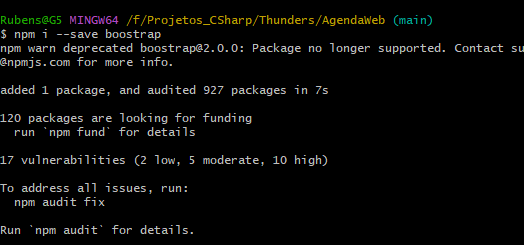 Rubens@G5 MINGW64 /f/Projetos_CSharp/Thunders/AgendaWeb (main)
$ npm i --save boostrap
npm warn deprecated boostrap@2.0.0: Package no longer supported. Contact su
@npmjs.com for more info.
added 1 package, and audited 927 packages in 7s
120 packages are looking for funding
run `npm fund` for details
17 vulnerabilities (2 low, 5 moderate, 10 high)
To address all issues, run:
npm audit fix
Run `npm audit` for details.